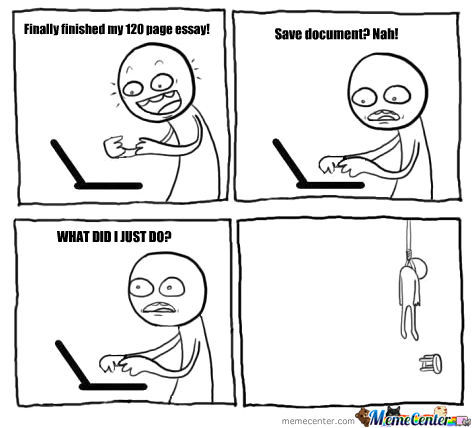 Finally finished my 120 page essay!
Save document? Nah!
WHAT DID I JUST DO?
memecenter.com MemeCenter